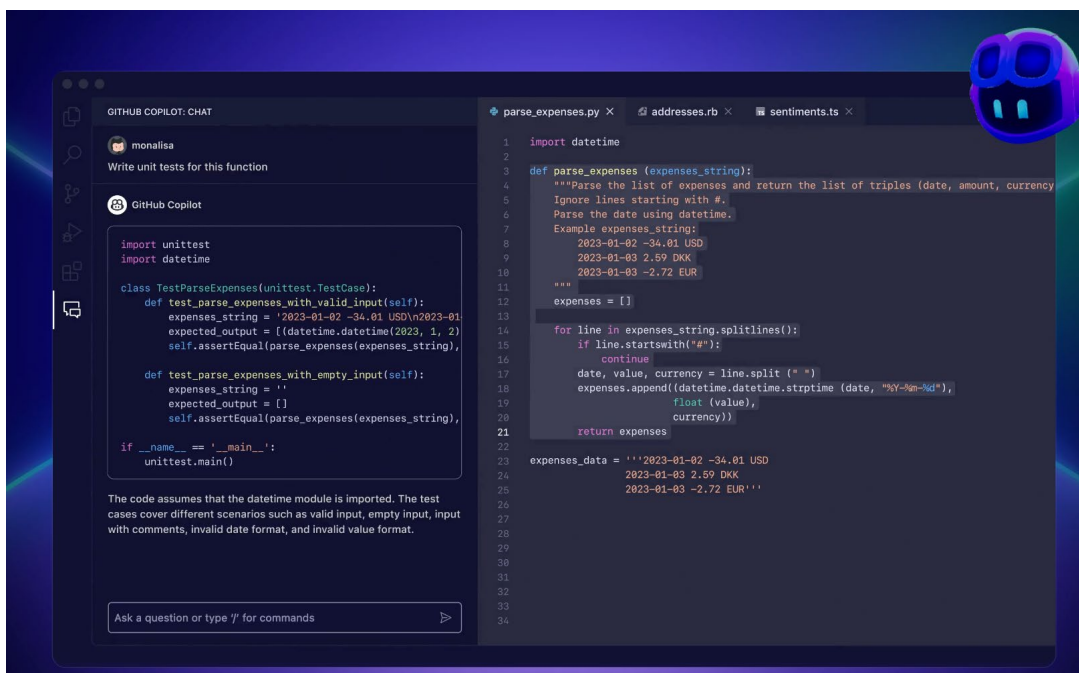 GITHUB COPILOT: CHAT
monalisa
Write unit tests for this function
GitHub Copilot
import unittest
import datetime
class TestParseExpenses(unittest.TestCase):
def test_parse_expenses_with_valid_input(self):
expenses_string = '2023-01-02 -34.01 USD\n2023-01-
expected_output = [(datetime.datetime(2023, 1, 2)
self.assertEqual(parse_expenses(expenses_string),
def test_parse_expenses_with_empty_input(self):
expenses_string = ''
expected_output = []
self.assertEqual(parse_expenses(expenses_string),
if __name__ == '__main__':
unittest.main()
The code assumes that the datetime module is imported. The test
cases cover different scenarios such as valid input, empty input, input
with comments, invalid date format, and invalid value format.
Ask a question or type '/' for commands
parse_expenses.py
addresses.rb
sentiments.ts
1 import datetime
2
3 def parse_expenses (expenses_string):
4 """Parse the list of expenses and return the list of triples (date, amount, currency
5 Ignore lines starting with #.
6 Parse the date using datetime.
7 Example expenses_string:
8 2023-01-02 -34.01 USD
9 2023-01-03 2.59 DKK
10 2023-01-03 -2.72 EUR
11 """
12 expenses = []
13
14 for line in expenses_string.splitlines():
15 if line.startswith("#"):
16 continue
17 date, value, currency = line.split (" ")
18 expenses.append((datetime.datetime.strptime (date, "%Y-%m-%d"),
19 float (value),
20 currency))
21 return expenses
22
23 expenses_data = '''2023-01-02 -34.01 USD
24 2023-01-03 2.59 DKK
25 2023-01-03 -2.72 EUR'''
26
27
28
29
30
31
32
33
34